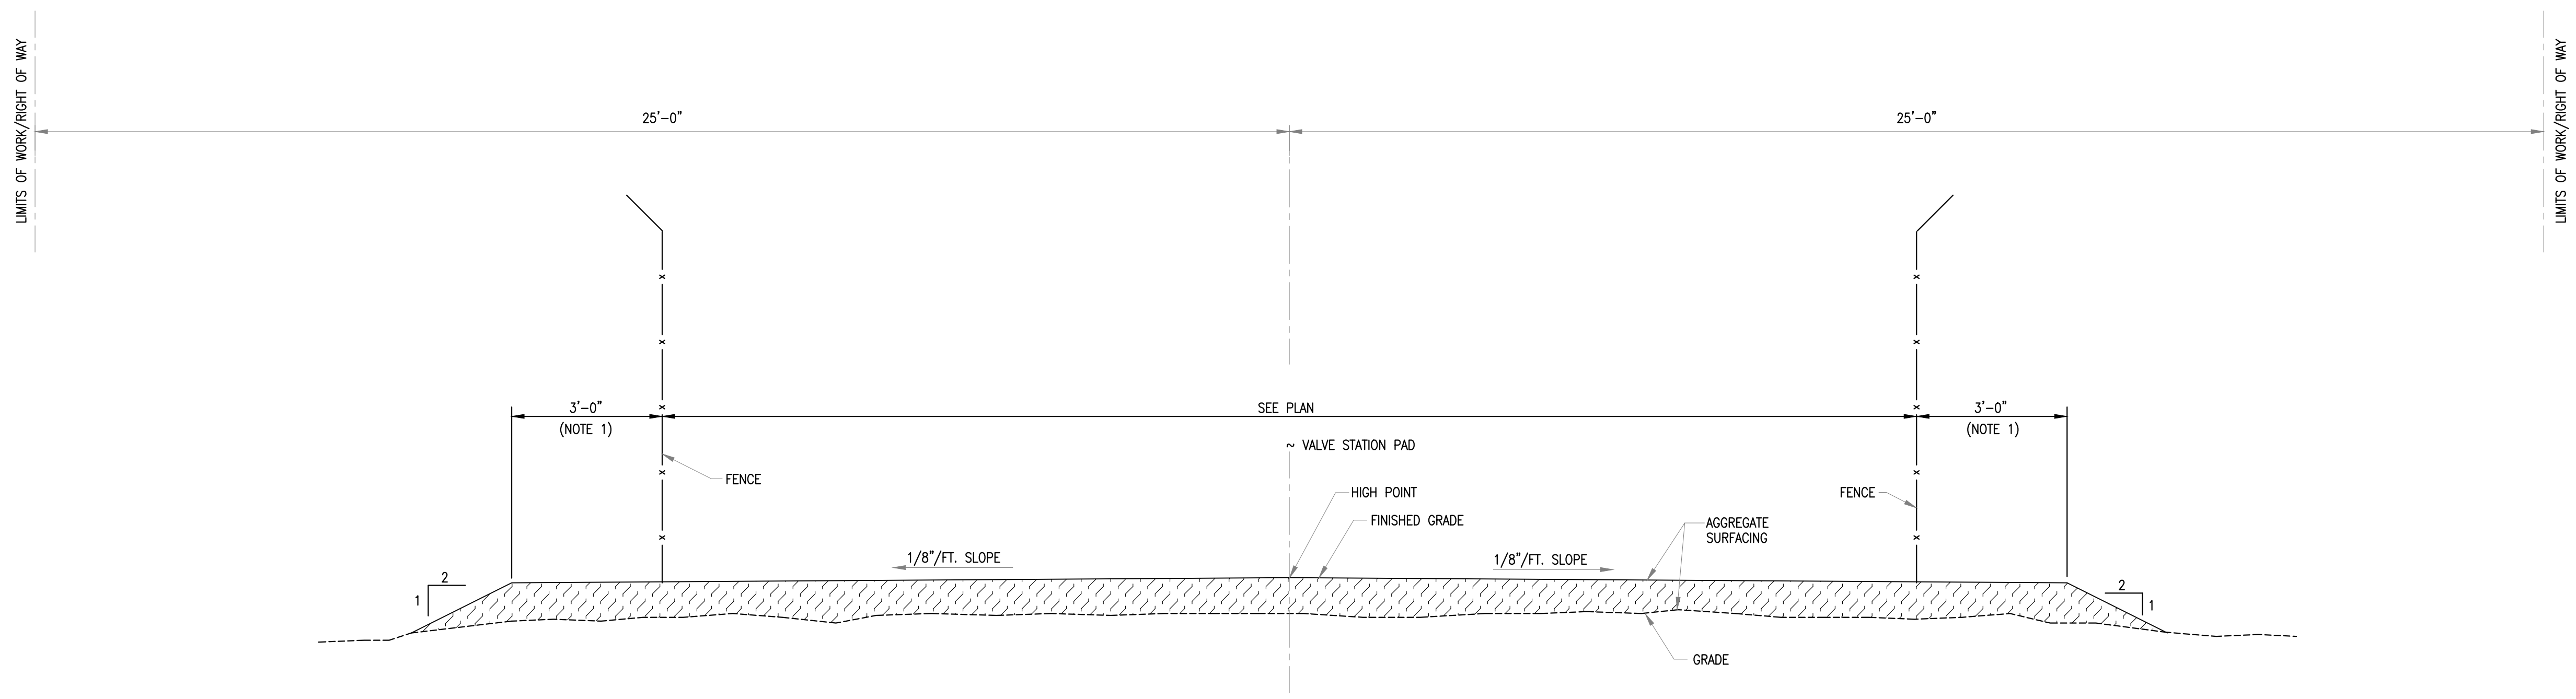 LIMITS OF WORK/RIGHT OF WAY
25'-0"
25'-0"
LIMITS OF WORK/RIGHT OF WAY
3'-0"
(NOTE 1)
SEE PLAN
3'-0"
(NOTE 1)
~ VALVE STATION PAD
FENCE
HIGH POINT
FENCE
FINISHED GRADE
AGGREGATE
SURFACING
1/8"/FT. SLOPE
1/8"/FT. SLOPE
2
1
2
1
GRADE